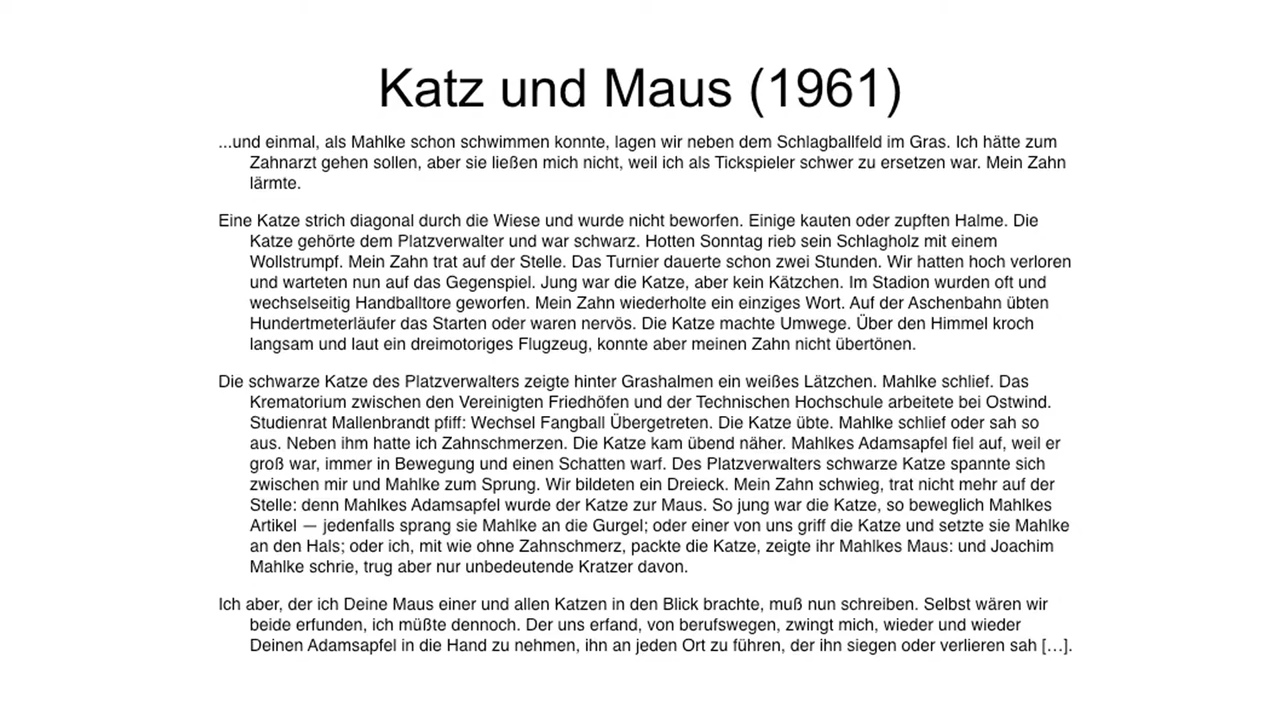 Katz und Maus (1961)
...und einmal, als Mahlke schon schwimmen konnte, lagen wir neben dem Schlagballfeld im Gras. Ich hätte zum
Zahnarzt gehen sollen, aber sie ließen mich nicht, weil ich als Tickspieler schwer zu ersetzen war. Mein Zahn
lärmte.
Eine Katze strich diagonal durch die Wiese und wurde nicht beworfen. Einige kauten oder zupften Halme. Die
Katze gehörte dem Platzverwalter und war schwarz. Hotten Sonntag rieb sein Schlagholz mit einem
Wollstrumpf. Mein Zahn trat auf der Stelle. Das Turnier dauerte schon zwei Stunden. Wir hatten hoch verloren
und warteten nun auf das Gegenspiel. Jung war die Katze, aber kein Kätzchen. Im Stadion wurden oft und
wechselseitig Handballtore geworfen. Mein Zahn wiederholte ein einziges Wort. Auf der Aschenbahn übten
Hundertmeterläufer das Starten oder waren nervös. Die Katze machte Umwege. Über den Himmel kroch
langsam und laut ein dreimotoriges Flugzeug, konnte aber meinen Zahn nicht übertönen.
Die schwarze Katze des Platzverwalters zeigte hinter Grashalmen ein weißes Lätzchen. Mahlke schlief. Das
Krematorium zwischen den Vereinigten Friedhöfen und der Technischen Hochschule arbeitete bei Ostwind.
Studienrat Mallenbrandt pfiff: Wechsel Fangball Übergetreten. Die Katze übte. Mahlke schlief oder sah so
aus. Neben ihm hatte ich Zahnschmerzen. Die Katze kam übend näher. Mahlkes Adamsapfel fiel auf, weil er
groß war, immer in Bewegung und einen Schatten warf. Des Platzverwalters schwarze Katze spannte sich
zwischen mir und Mahlke zum Sprung. Wir bildeten ein Dreieck. Mein Zahn schwieg, trat nicht mehr auf der
Stelle: denn Mahlkes Adamsapfel wurde der Katze zur Maus. So jung war die Katze, so beweglich Mahlkes
Artikel — jedenfalls sprang sie Mahlke an die Gurgel; oder einer von uns griff die Katze und setzte sie Mahlke
an den Hals; oder ich, mit wie ohne Zahnschmerz, packte die Katze, zeigte ihr Mahlkes Maus: und Joachim
Mahlke schrie, trug aber nur unbedeutende Kratzer davon.
Ich aber, der ich Deine Maus einer und allen Katzen in den Blick brachte, muß nun schreiben. Selbst wären wir
beide erfunden, ich müßte dennoch. Der uns erfand, von berufswegen, zwingt mich, wieder und wieder
Deinen Adamsapfel in die Hand zu nehmen, ihn an jeden Ort zu führen, der ihn siegen oder verlieren sah […].